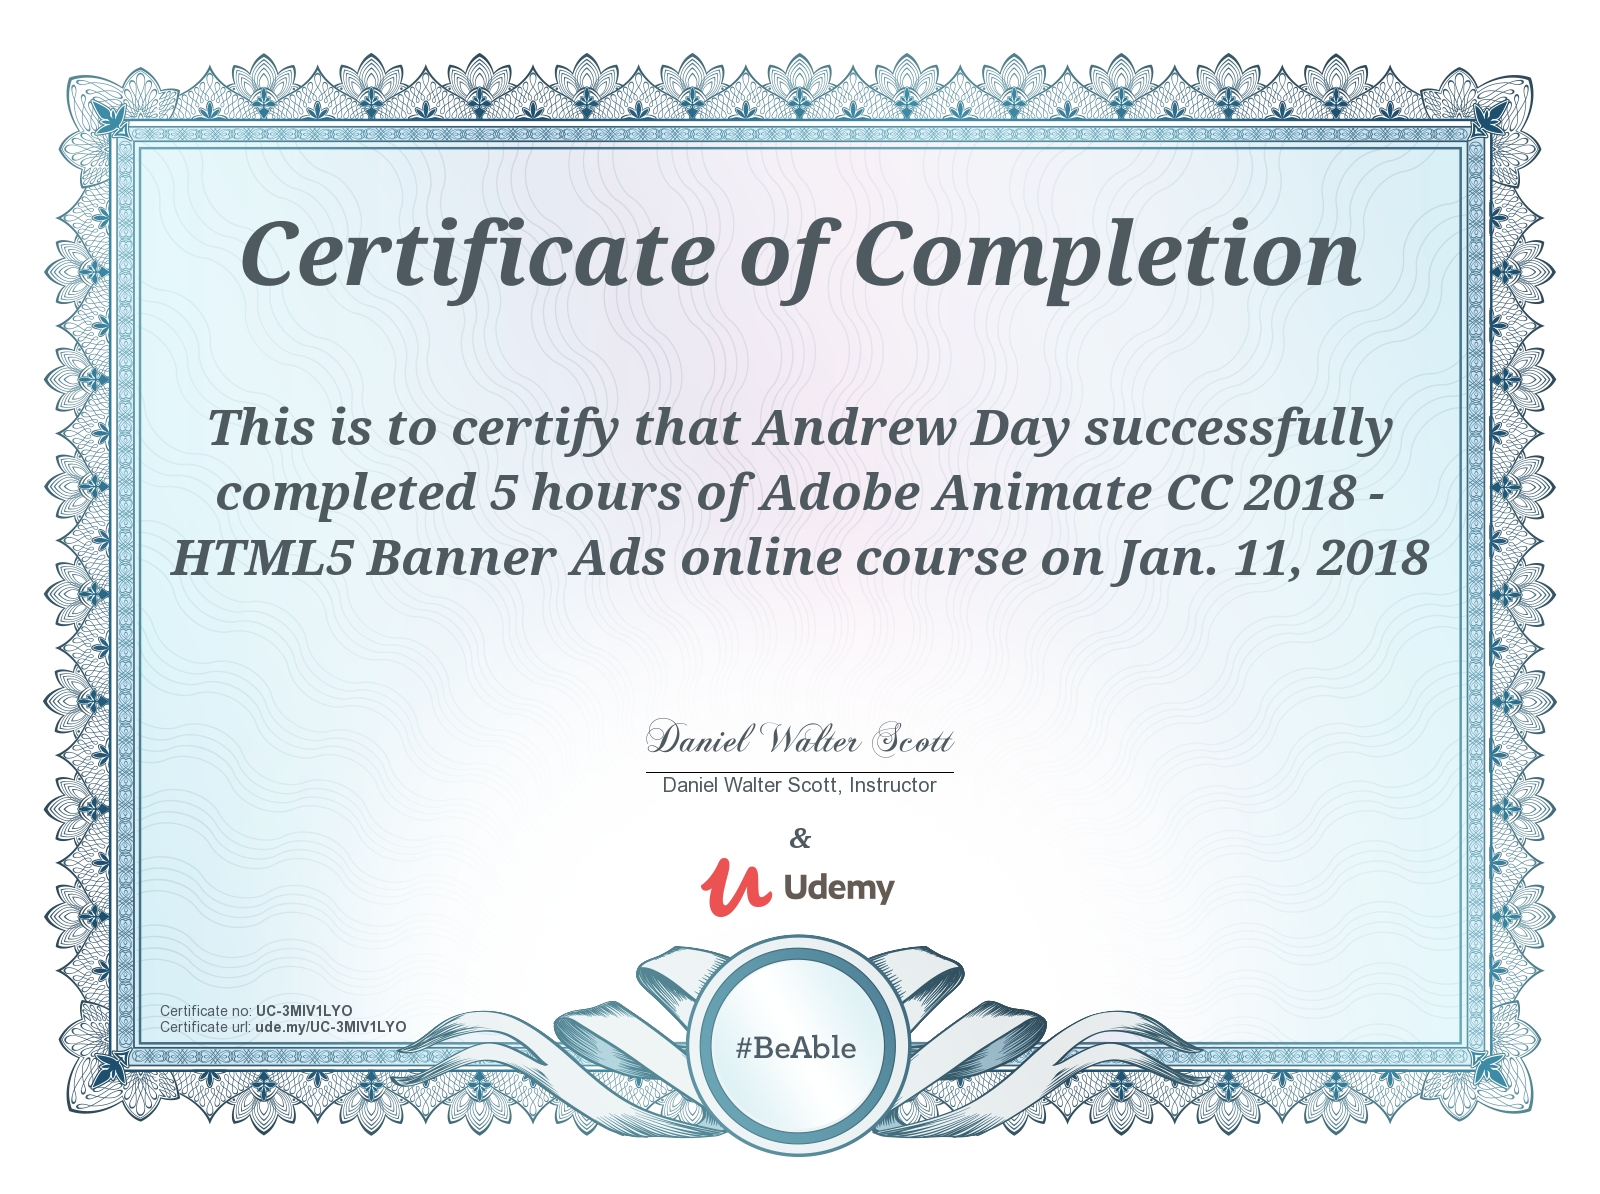 Certificate of Completion
This is to certify that Andrew Day successfully
completed 5 hours of Adobe Animate CC 2018 -
HTML5 Banner Ads online course on Jan. 11, 2018
Daniel Walter Scott
Daniel Walter Scott, Instructor
&
Udemy
Certificate no: UC-3MIV1LYO
Certificate url: ude.my/UC-3MIV1LYO
#BeAble